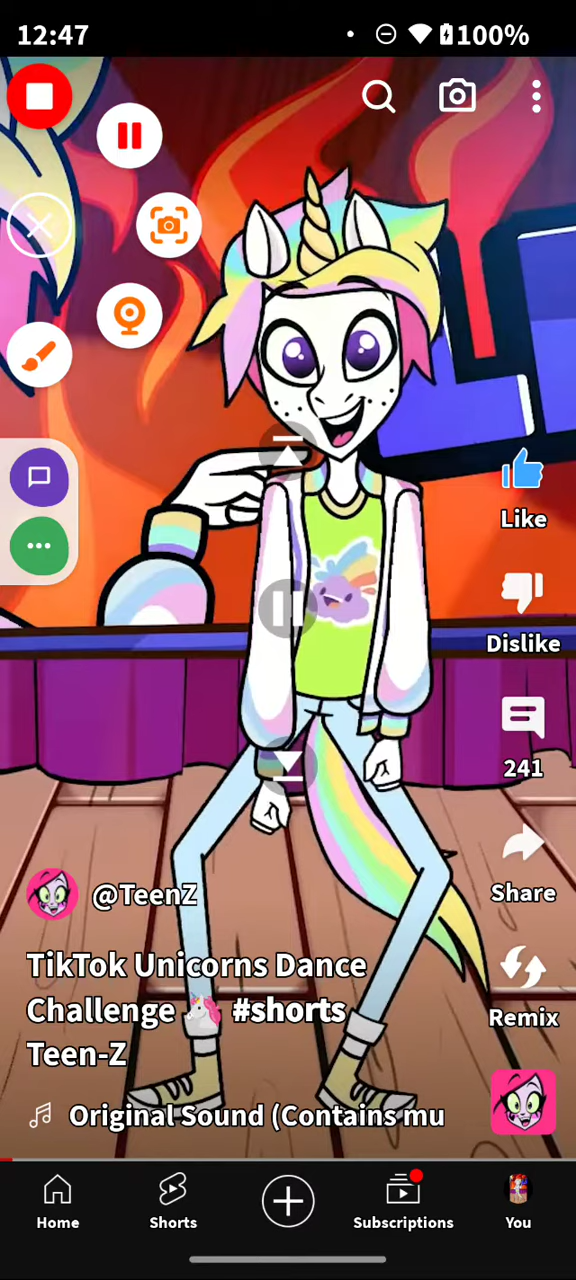 12:47
100%
Like
Dislike
241
Share
Remix
@TeenZ
TikTok Unicorns Dance
Challenge 🦄 #shorts
Teen-Z
Original Sound (Contains mu
Home
Shorts
Subscriptions
You